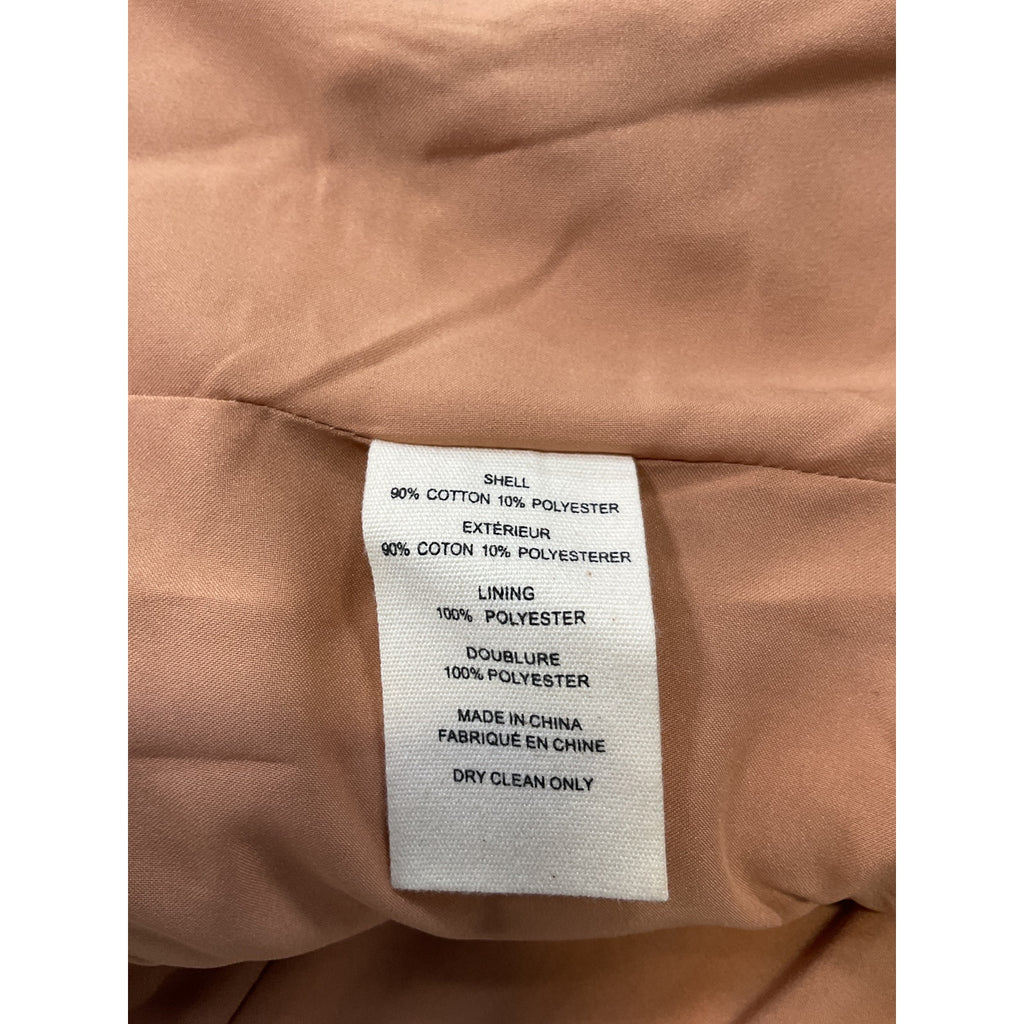 SHELL
90% COTTON 10% POLYESTER
EXTÉRIEUR
90% COTON 10% POLYESTERER
LINING
100% POLYESTER
DOUBLURE
100% POLYESTER
MADE IN CHINA
FABRIQUÉ EN CHINE
DRY CLEAN ONLY